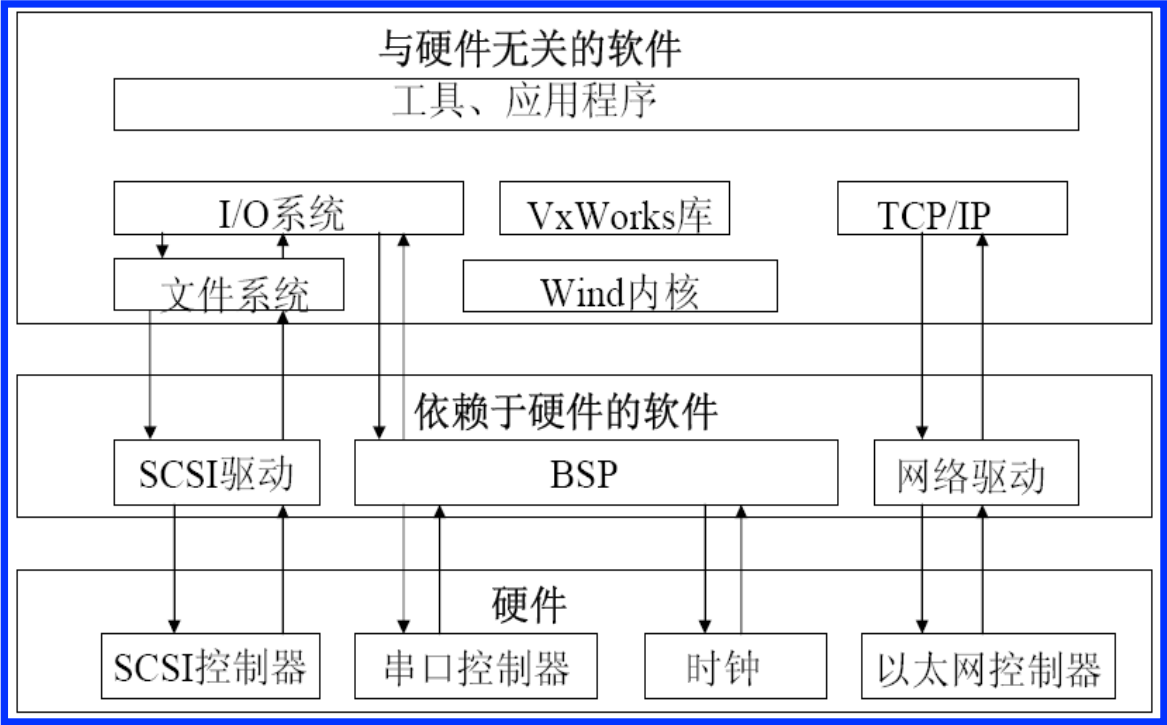 与硬件无关的软件
工具、应用程序
I/O系统
VxWorks库
TCP/IP
文件系统
Wind内核
依赖于硬件的软件
SCSI驱动
BSP
网络驱动
硬件
SCSI控制器
串口控制器
时钟
以太网控制器